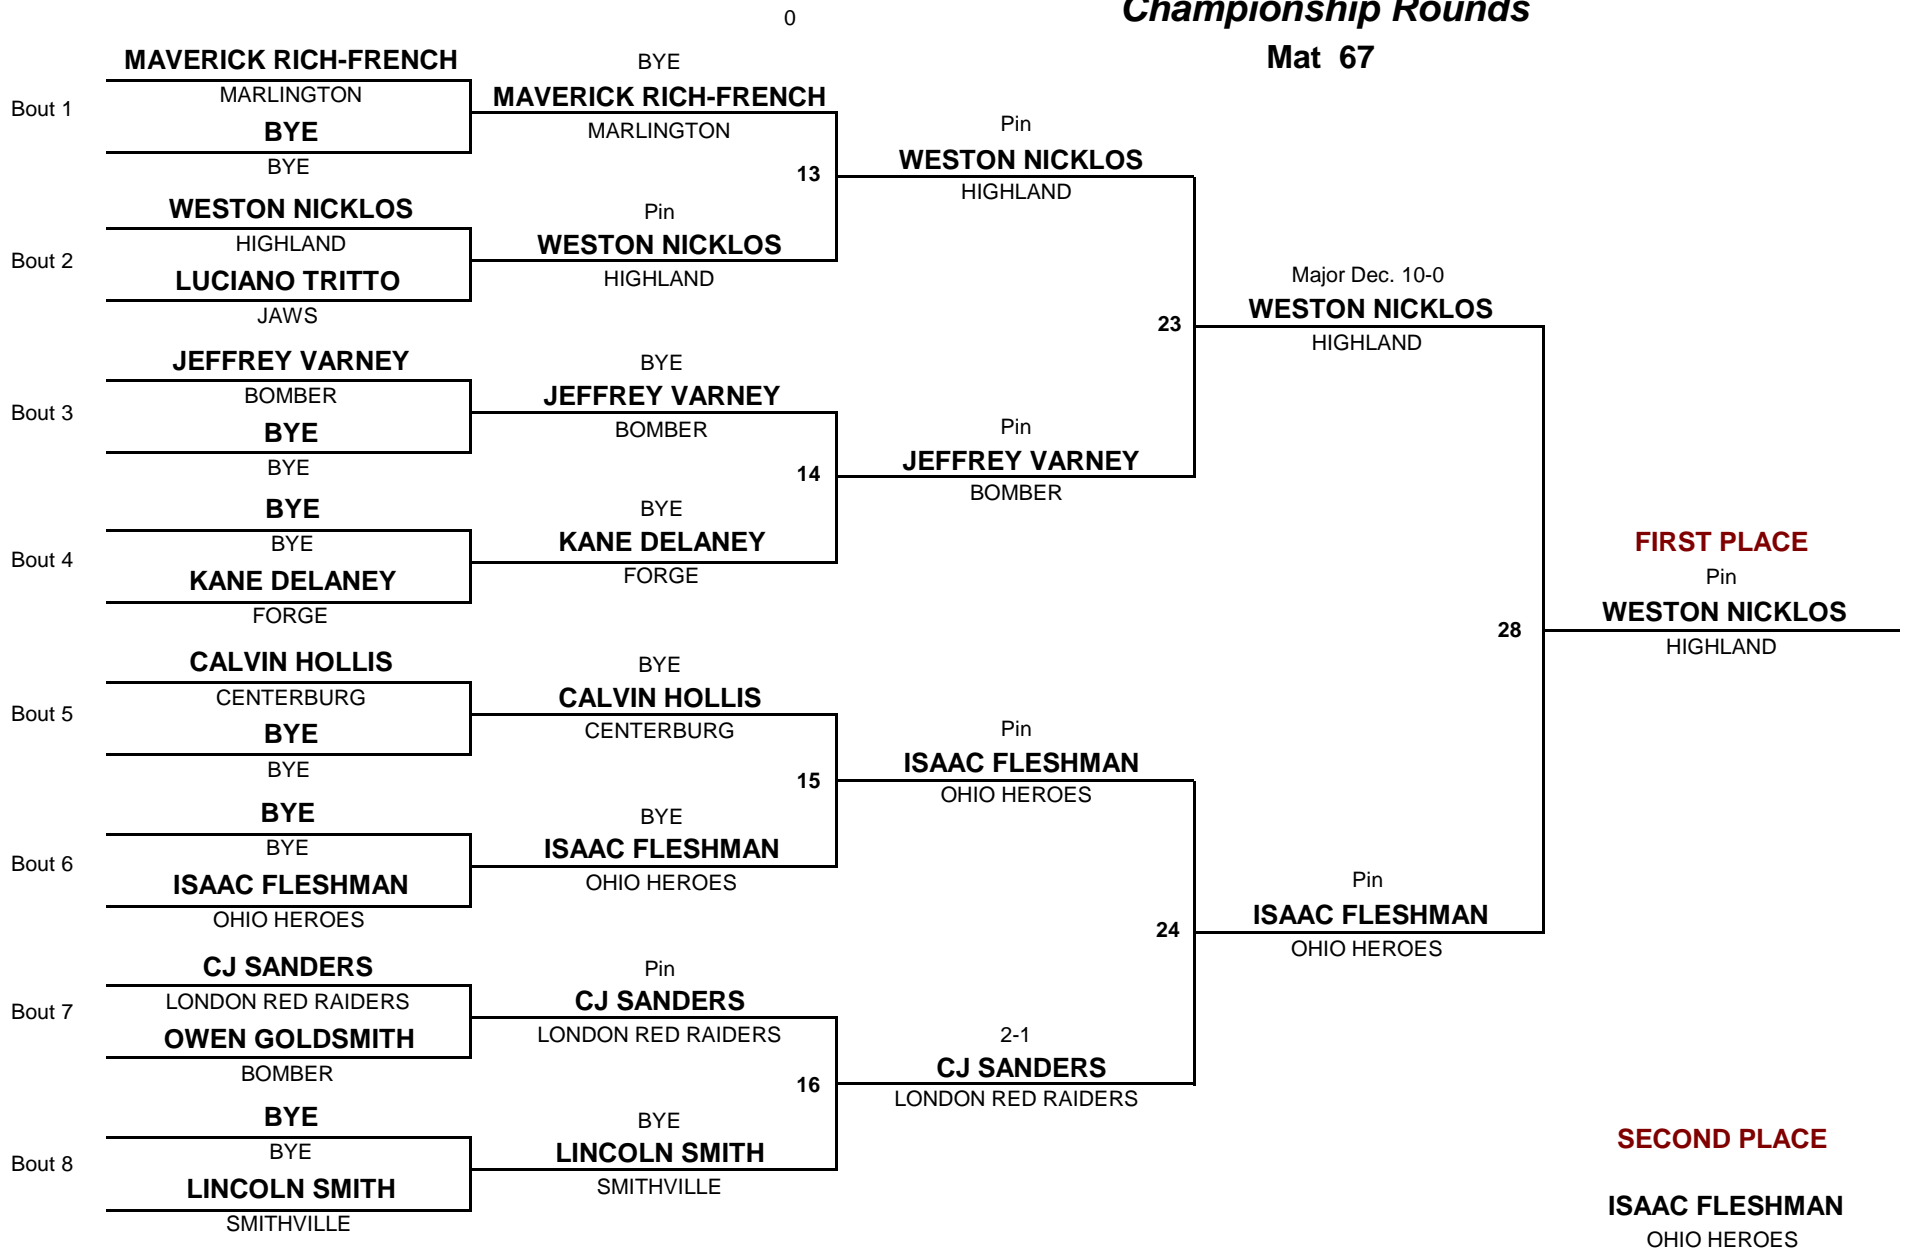 0
Championship Rounds
Mat 67
MAVERICK RICH-FRENCH
Bout 1
MARLINGTON
BYE
BYE
WESTON NICKLOS
Bout 2
HIGHLAND
LUCIANO TRITTO
JAWS
JEFFREY VARNEY
Bout 3
BOMBER
BYE
BYE
BYE
Bout 4
BYE
KANE DELANEY
FORGE
CALVIN HOLLIS
Bout 5
CENTERBURG
BYE
BYE
BYE
Bout 6
BYE
ISAAC FLESHMAN
OHIO HEROES
CJ SANDERS
Bout 7
LONDON RED RAIDERS
OWEN GOLDSMITH
BOMBER
BYE
Bout 8
BYE
LINCOLN SMITH
SMITHVILLE
BYE
MAVERICK RICH-FRENCH
MARLINGTON
13
Pin
WESTON NICKLOS
HIGHLAND
BYE
JEFFREY VARNEY
BOMBER
14
BYE
KANE DELANEY
FORGE
BYE
CALVIN HOLLIS
CENTERBURG
15
BYE
ISAAC FLESHMAN
OHIO HEROES
Pin
CJ SANDERS
LONDON RED RAIDERS
16
BYE
LINCOLN SMITH
SMITHVILLE
Pin
WESTON NICKLOS
HIGHLAND
23
Pin
JEFFREY VARNEY
BOMBER
Pin
ISAAC FLESHMAN
OHIO HEROES
24
2-1
CJ SANDERS
LONDON RED RAIDERS
Major Dec. 10-0
WESTON NICKLOS
HIGHLAND
28
Pin
ISAAC FLESHMAN
OHIO HEROES
FIRST PLACE
Pin
WESTON NICKLOS
HIGHLAND
SECOND PLACE
ISAAC FLESHMAN
OHIO HEROES